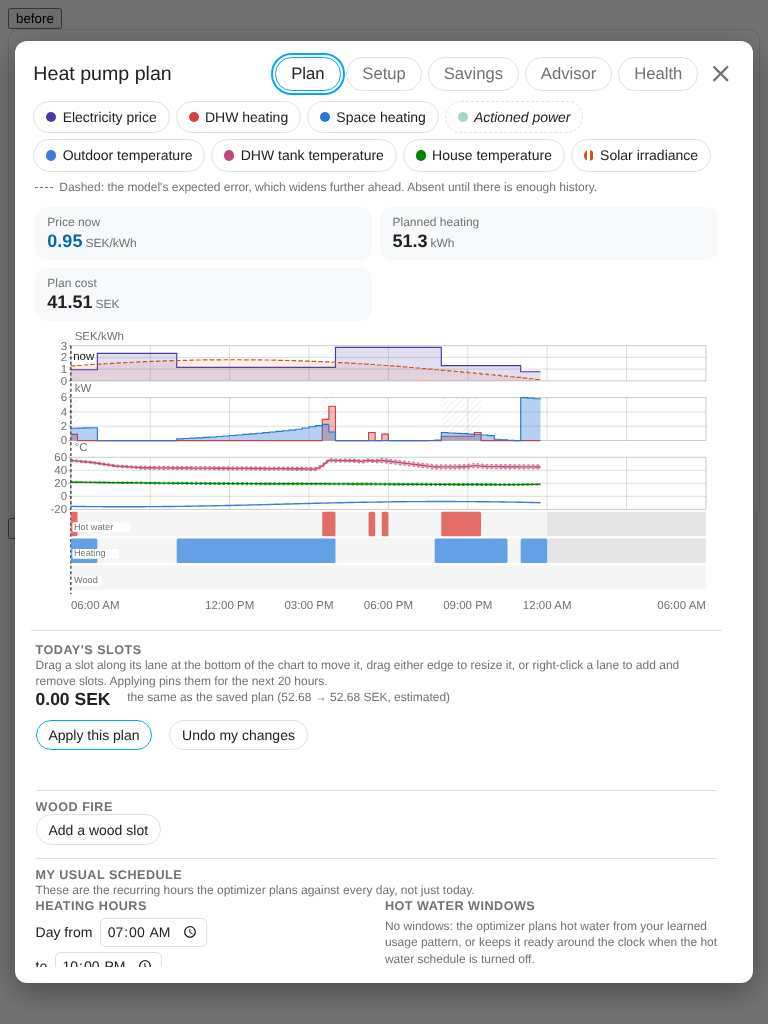 before
Heat pump plan
Plan
Setup
Savings
Advisor
Health
Electricity price
DHW heating
Space heating
Actioned power
Outdoor temperature
DHW tank temperature
House temperature
Solar irradiance
Dashed: the model's expected error, which widens further ahead. Absent until there is enough history.
Price now
0.95 SEK/kWh
Planned heating
51.3 kWh
Plan cost
41.51 SEK
SEK/kWh
3
2
1
0
now
kW
6
4
2
0
°C
60
40
20
0
-20
Hot water
Heating
Wood
06:00 AM
12:00 PM
03:00 PM
06:00 PM
09:00 PM
12:00 AM
06:00 AM
TODAY'S SLOTS
Drag a slot along its lane at the bottom of the chart to move it, drag either edge to resize it, or right-click a lane to add and
remove slots. Applying pins them for the next 20 hours.
0.00 SEK the same as the saved plan (52.68 → 52.68 SEK, estimated)
Apply this plan
Undo my changes
WOOD FIRE
Add a wood slot
MY USUAL SCHEDULE
These are the recurring hours the optimizer plans against every day, not just today.
HEATING HOURS
Day from 07:00 AM
to 10:00 PM
HOT WATER WINDOWS
No windows: the optimizer plans hot water from your learned
usage pattern, or keeps it ready around the clock when the hot
water schedule is turned off.